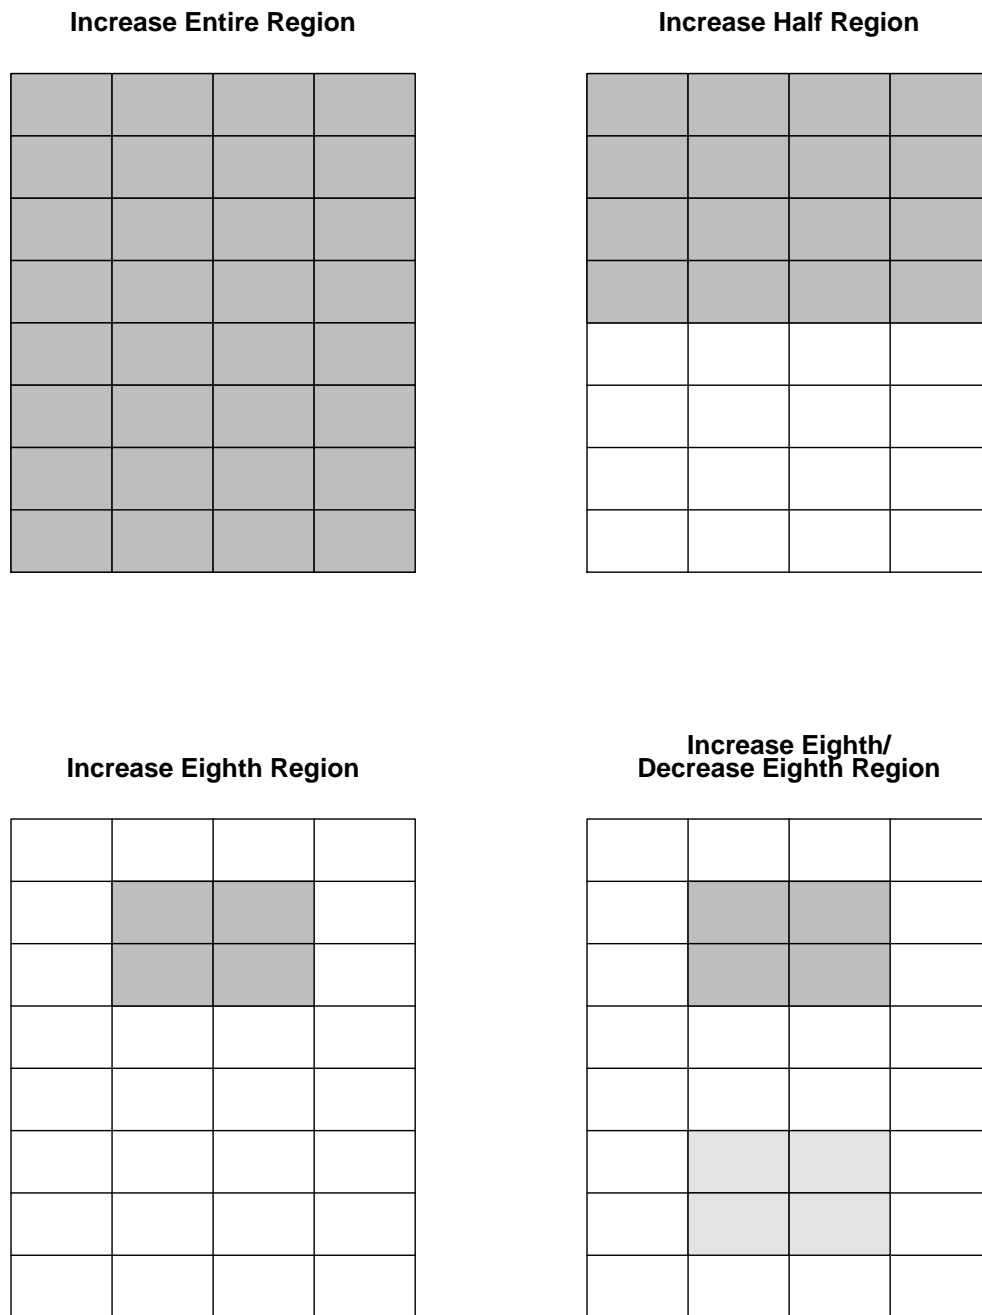 Increase Entire Region
Increase Half Region
Increase Eighth Region
Increase Eighth/
Decrease Eighth Region